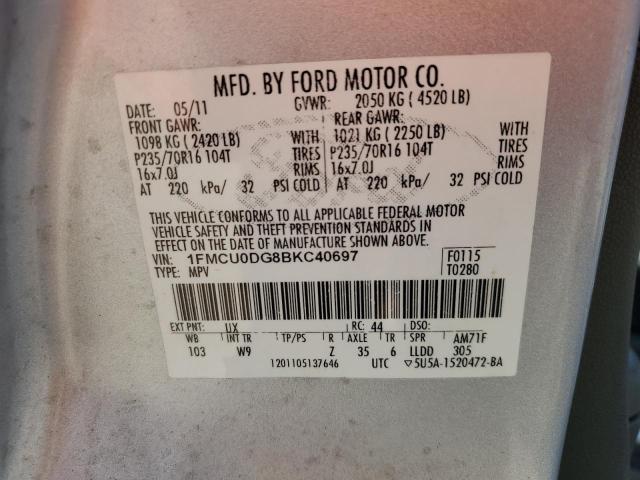 MFD. BY FORD MOTOR CO.
DATE: 05/11 GVWR: 2050 KG ( 4520 LB)
FRONT GAWR: REAR GAWR:
1098 KG ( 2420 LB) WITH 1021 KG ( 2250 LB) WITH
P235/70R16 104T TIRES P235/70R16 104T TIRES
16x7.0J RIMS 16x7.0J RIMS
AT 220 kPa/ 32 PSI COLD AT 220 kPa/ 32 PSI COLD
THIS VEHICLE CONFORMS TO ALL APPLICABLE FEDERAL MOTOR
VEHICLE SAFETY AND THEFT PREVENTION STANDARDS IN
EFFECT ON THE DATE OF MANUFACTURE SHOWN ABOVE.
VIN: 1FMCU0DG8BKC40697 F0115
TYPE: MPV T0280
EXT PNT: UX RC: 44 DSO:
WB INT TR TP/PS R AXLE TR SPR AM71F
103 W9 Z 35 6 LLDD 305
1201105137646 UTC ▽5U5A-1520472-BA